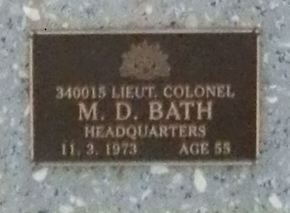 340015 LIEUT. COLONEL
M. D. BATH
HEADQUARTERS
11. 3. 1973 AGE 55